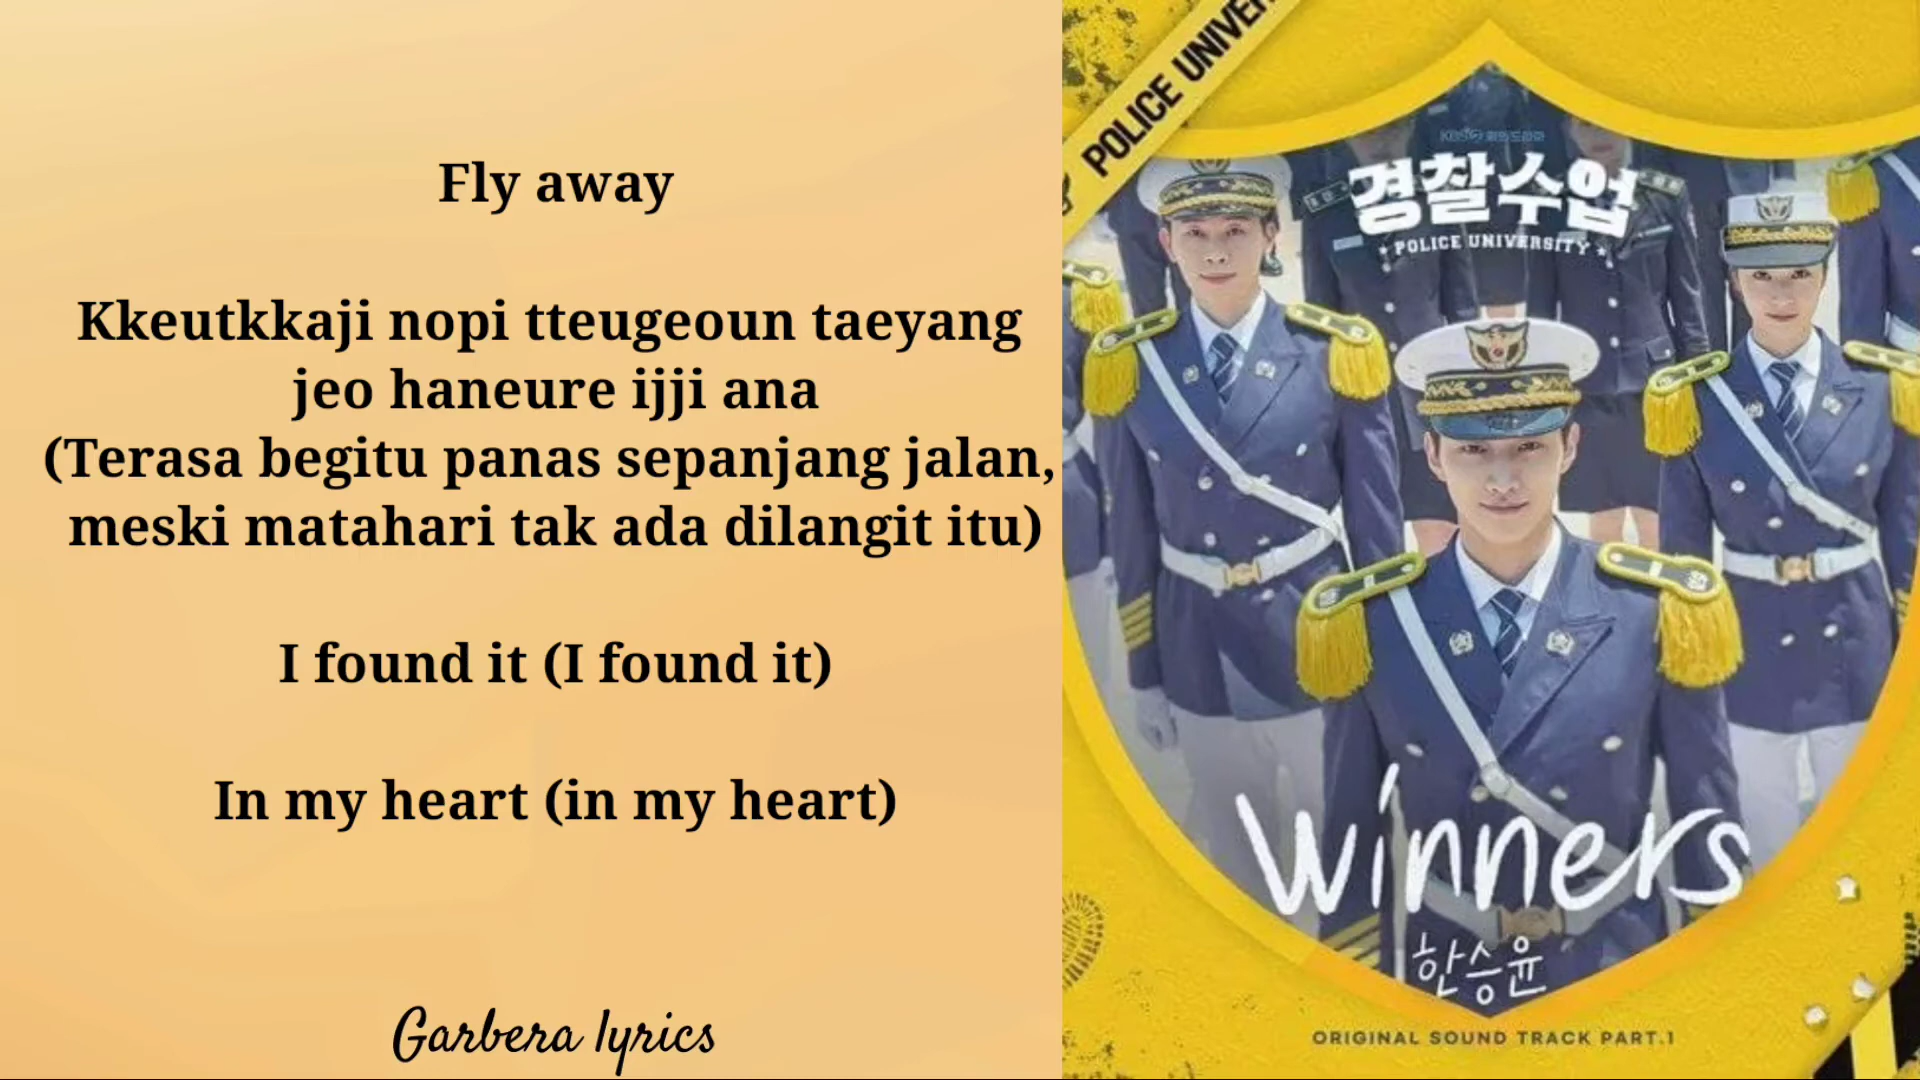 Fly away
Kkeutkkaji nopi tteugeoun taeyang
jeo haneure ijji ana
(Terasa begitu panas sepanjang jalan,
meski matahari tak ada dilangit itu)
I found it (I found it)
In my heart (in my heart)
Garbera lyrics
POLICE UNIVER
경찰수업
POLICE UNIVERSITY
winners
한승윤
ORIGINAL SOUND TRACK PART.1